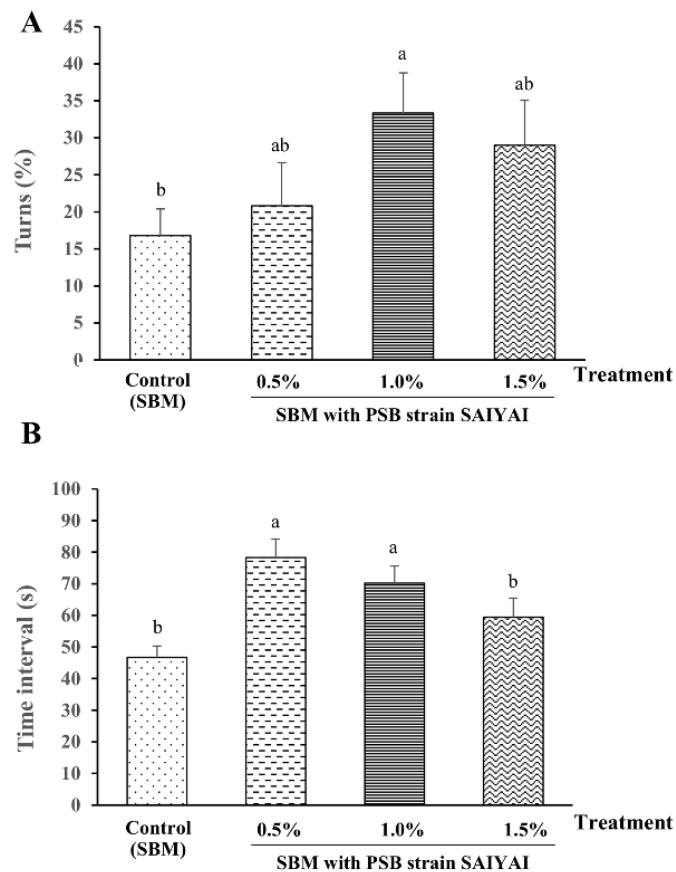 A
45
40
35
30
25
20
15
10
5
0
Turns (%)
b
ab
a
ab
Control
(SBM)
0.5%
1.0%
1.5%
Treatment
SBM with PSB strain SAIYAI
B
100
90
80
70
60
50
40
30
20
10
0
Time interval (s)
b
a
a
b
Control
(SBM)
0.5%
1.0%
1.5%
Treatment
SBM with PSB strain SAIYAI